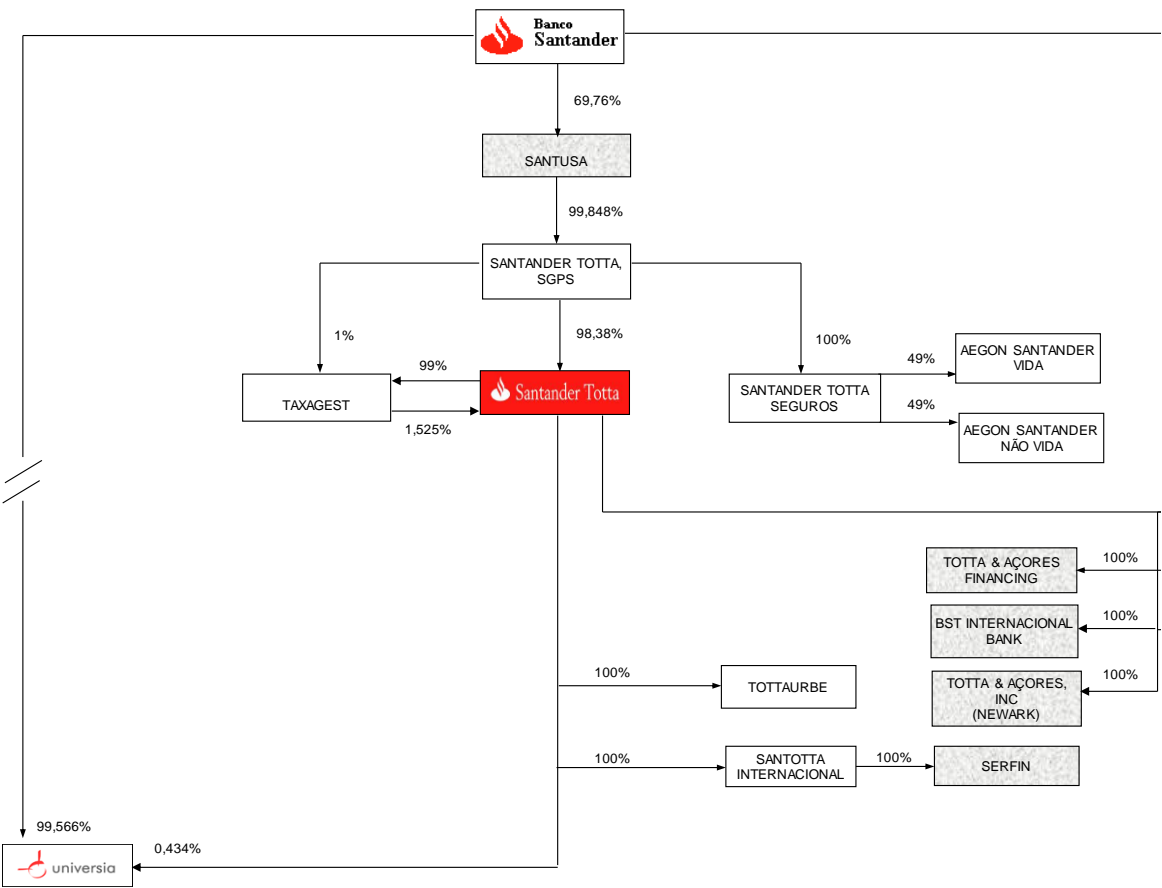 Banco
Santander
69,76%
SANTUSA
99,848%
SANTANDER TOTTA,
SGPS
1%
98,38%
100%
99%
49%
AEGON SANTANDER
VIDA
TAXAGEST
Santander Totta
SANTANDER TOTTA
SEGUROS
1,525%
49%
AEGON SANTANDER
NÃO VIDA
TOTTA & AÇORES
FINANCING
100%
BST INTERNACIONAL
BANK
100%
100%
TOTTAURBE
TOTTA & AÇORES,
INC
(NEWARK)
100%
100%
SANTOTTA
INTERNACIONAL
100%
SERFIN
99,566%
0,434%
universia